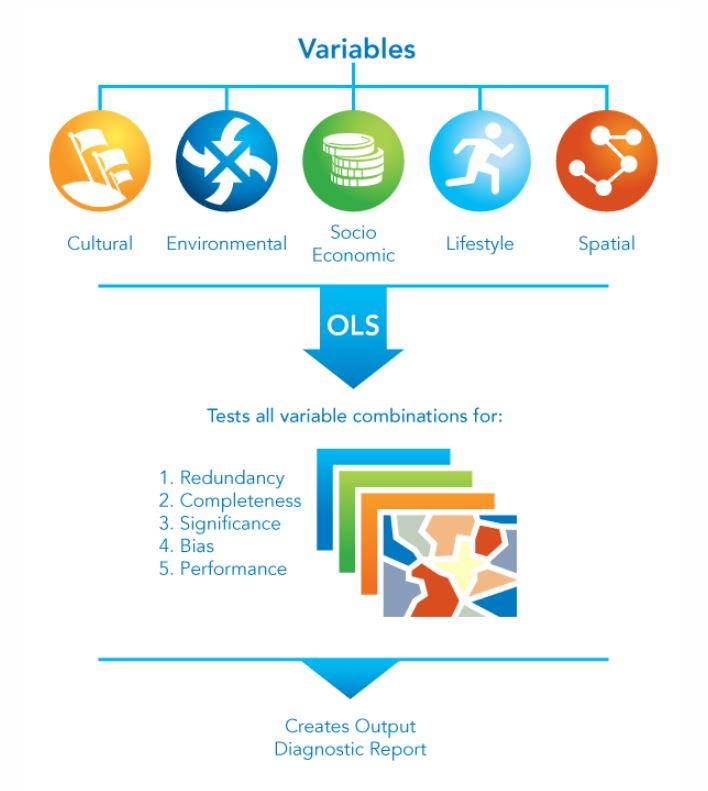 Variables
Cultural
Environmental
Socio
Economic
Lifestyle
Spatial
OLS
Tests all variable combinations for:
1. Redundancy
2. Completeness
3. Significance
4. Bias
5. Performance
Creates Output
Diagnostic Report